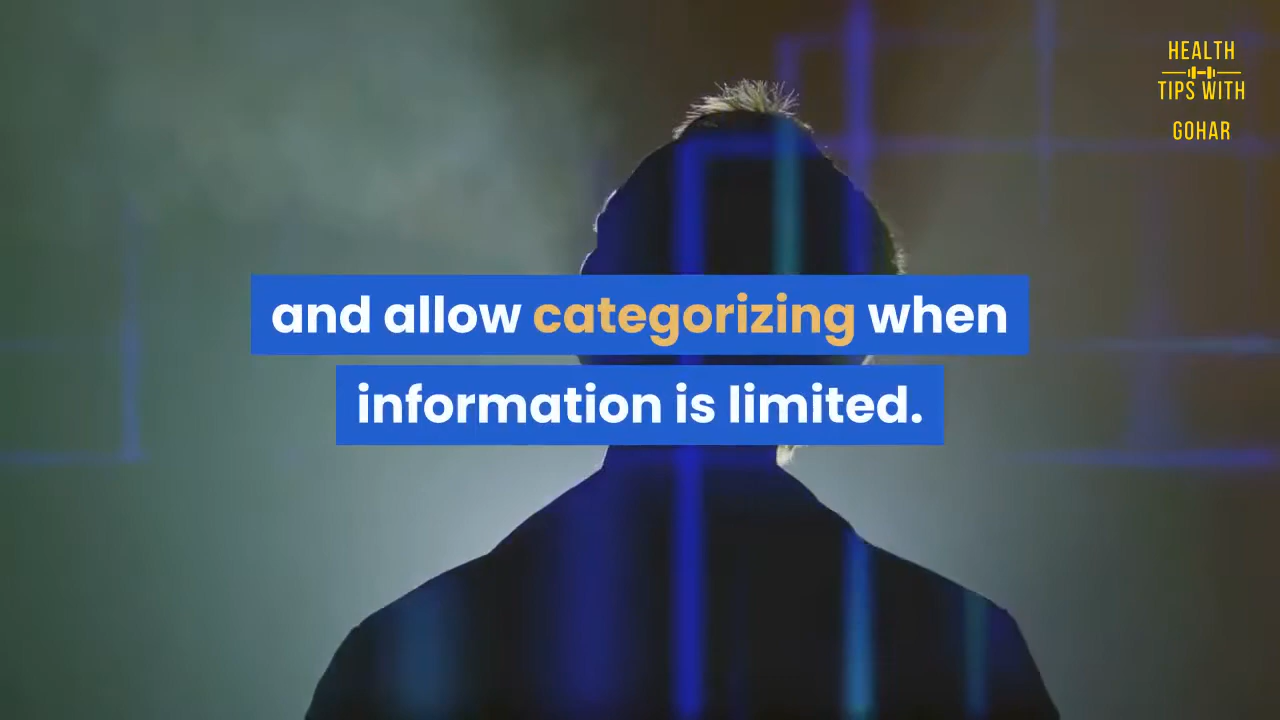 HEALTH
TIPS WITH
GOHAR
and allow categorizing when
information is limited.